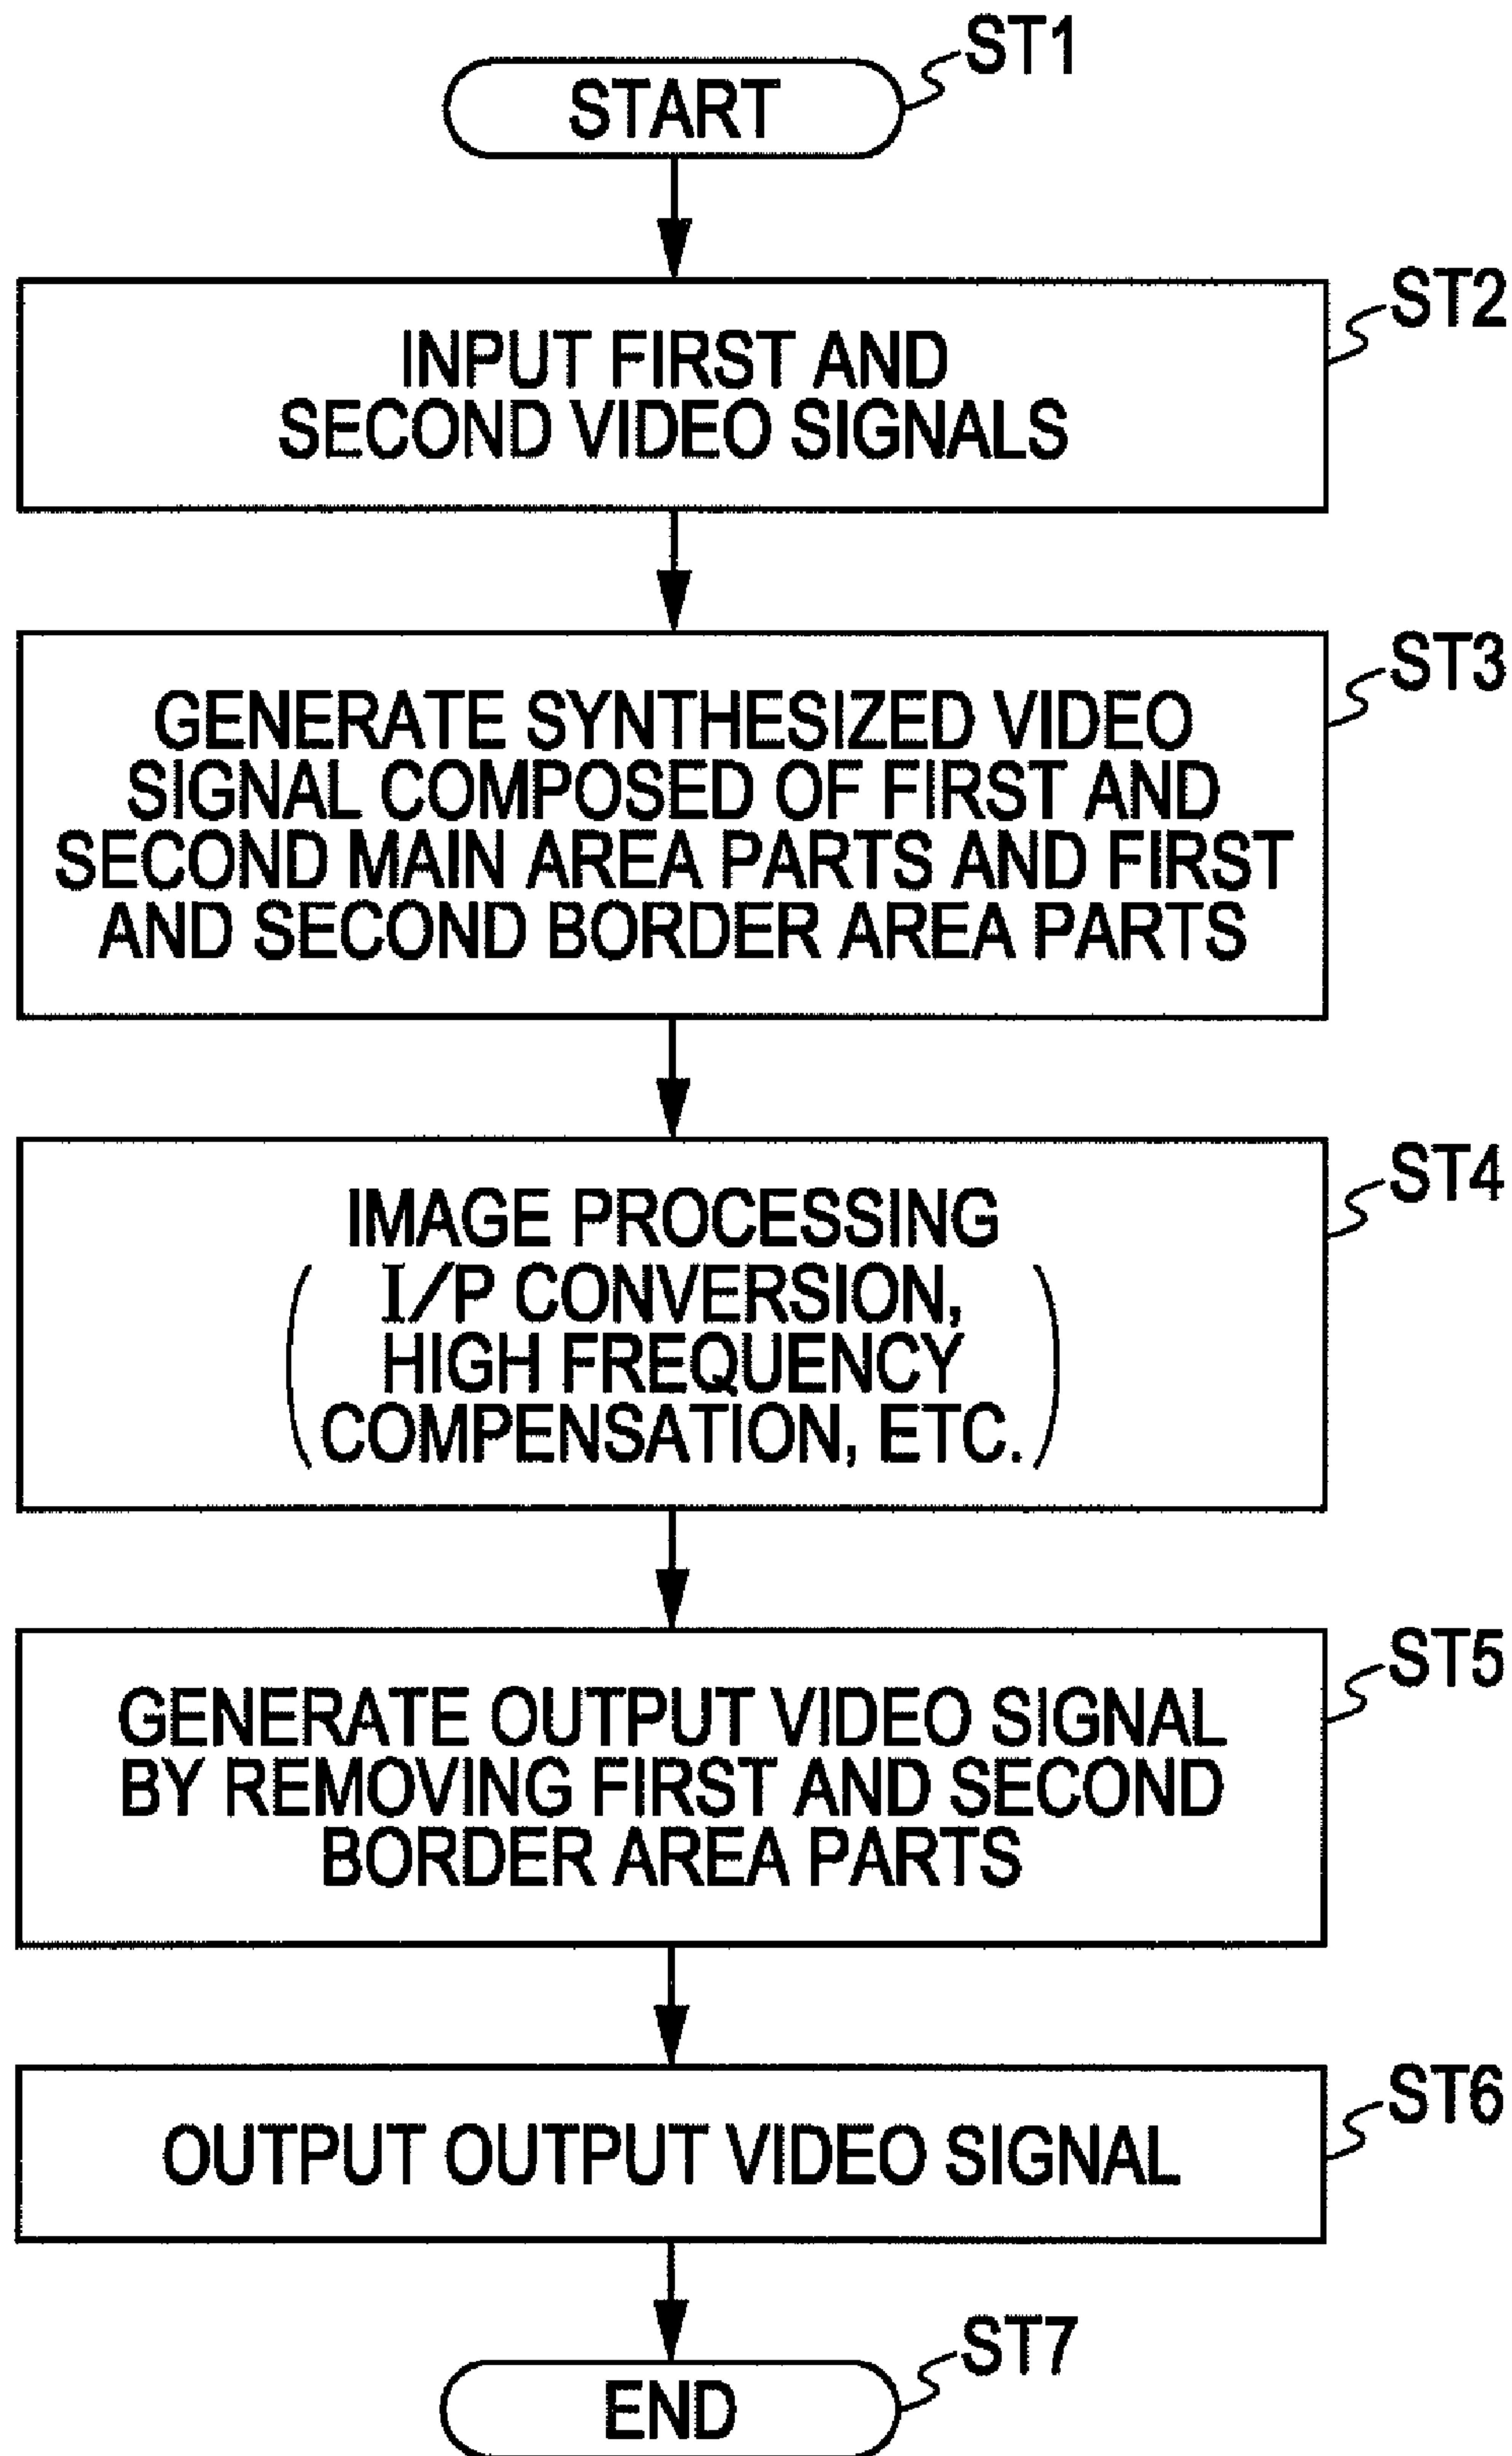 START
ST1
ST2
INPUT FIRST AND
SECOND VIDEO SIGNALS
ST3
GENERATE SYNTHESIZED VIDEO
SIGNAL COMPOSED OF FIRST AND
SECOND MAIN AREA PARTS AND FIRST
AND SECOND BORDER AREA PARTS
ST4
IMAGE PROCESSING
( I/P CONVERSION,
HIGH FREQUENCY
COMPENSATION, ETC. )
ST5
GENERATE OUTPUT VIDEO SIGNAL
BY REMOVING FIRST AND SECOND
BORDER AREA PARTS
ST6
OUTPUT OUTPUT VIDEO SIGNAL
ST7
END